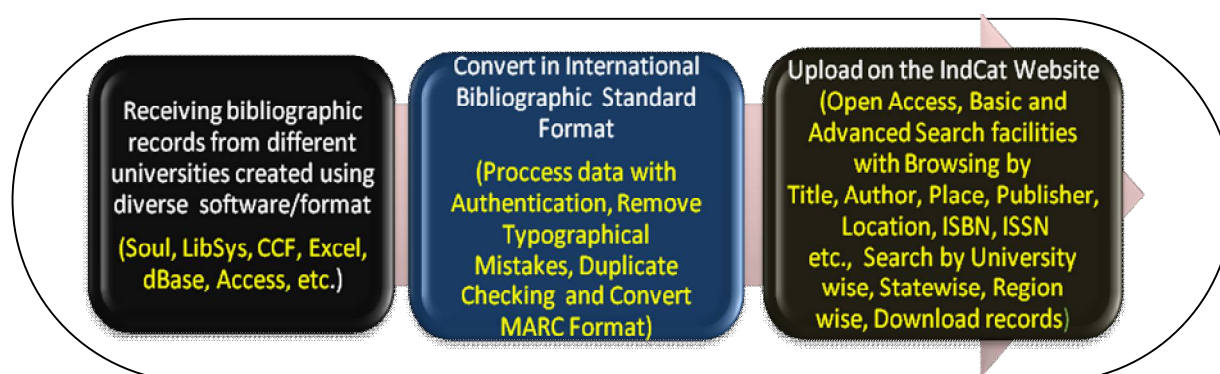 Receiving bibliographic
records from different
universities created using
diverse software/format
(Soul, LibSys, CCF, Excel,
dBase, Access, etc.)
Convert in International
Bibliographic Standard
Format
(Proccess data with
Authentication, Remove
Typographical
Mistakes, Duplicate
Checking and Convert
MARC Format)
Upload on the IndCat Website
(Open Access, Basic and
Advanced Search facilities
with Browsing by
Title, Author, Place, Publisher,
Location, ISBN, ISSN
etc., Search by University
wise, Statewise, Region
wise, Download records)